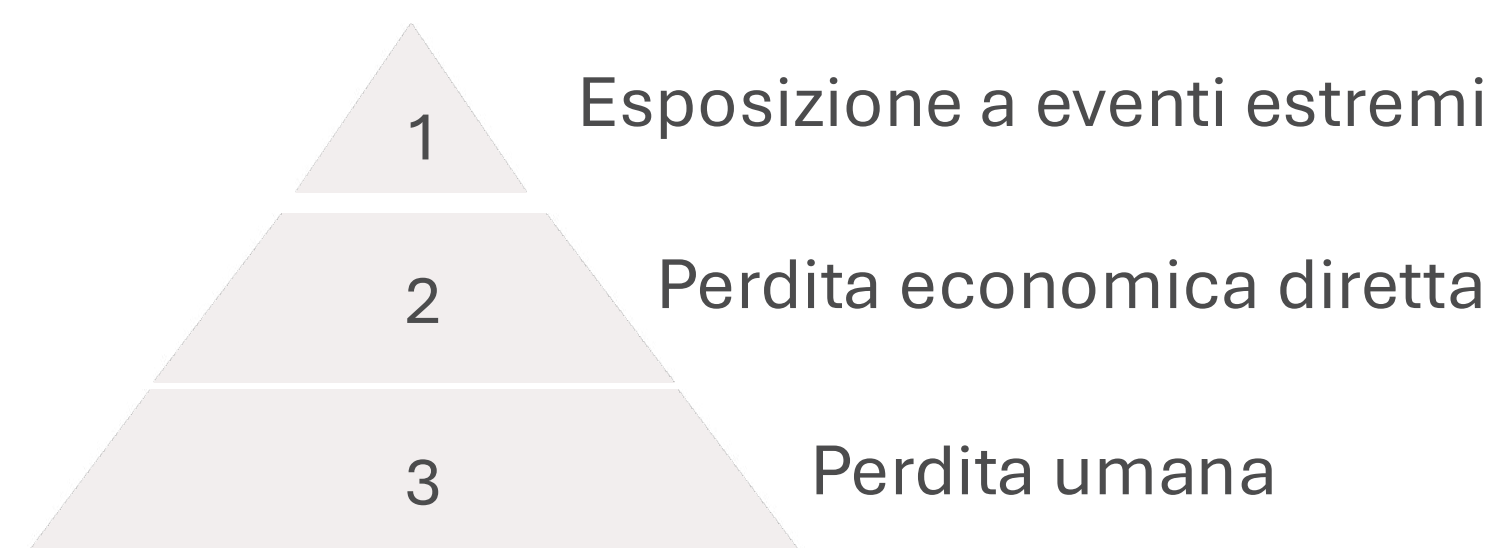 1
Esposizione a eventi estremi
2
Perdita economica diretta
3
Perdita umana